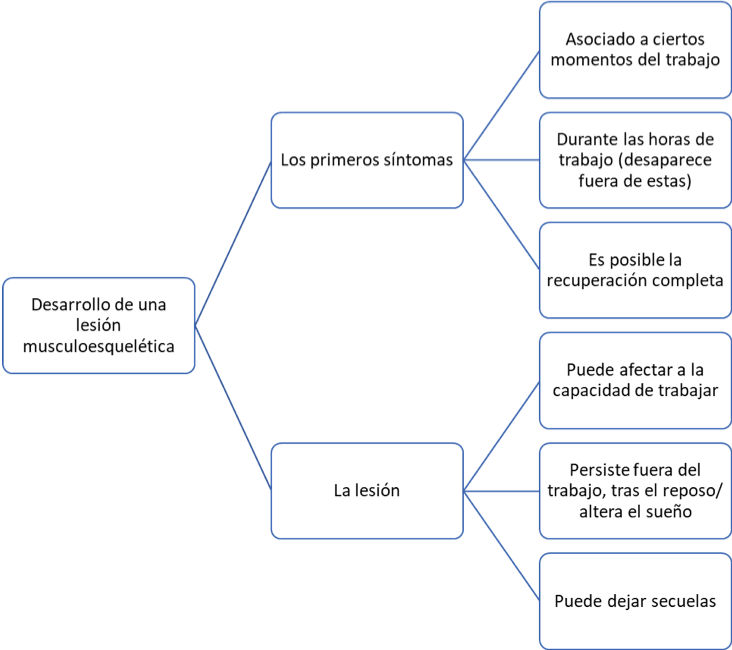 Asociado a ciertos
momentos del trabajo
Los primeros síntomas
Durante las horas de
trabajo (desaparece
fuera de estas)
Es posible la
recuperación completa
Desarrollo de una
lesión
musculoesquelética
Puede afectar a la
capacidad de trabajar
La lesión
Persiste fuera del
trabajo, tras el reposo/
altera el sueño
Puede dejar secuelas